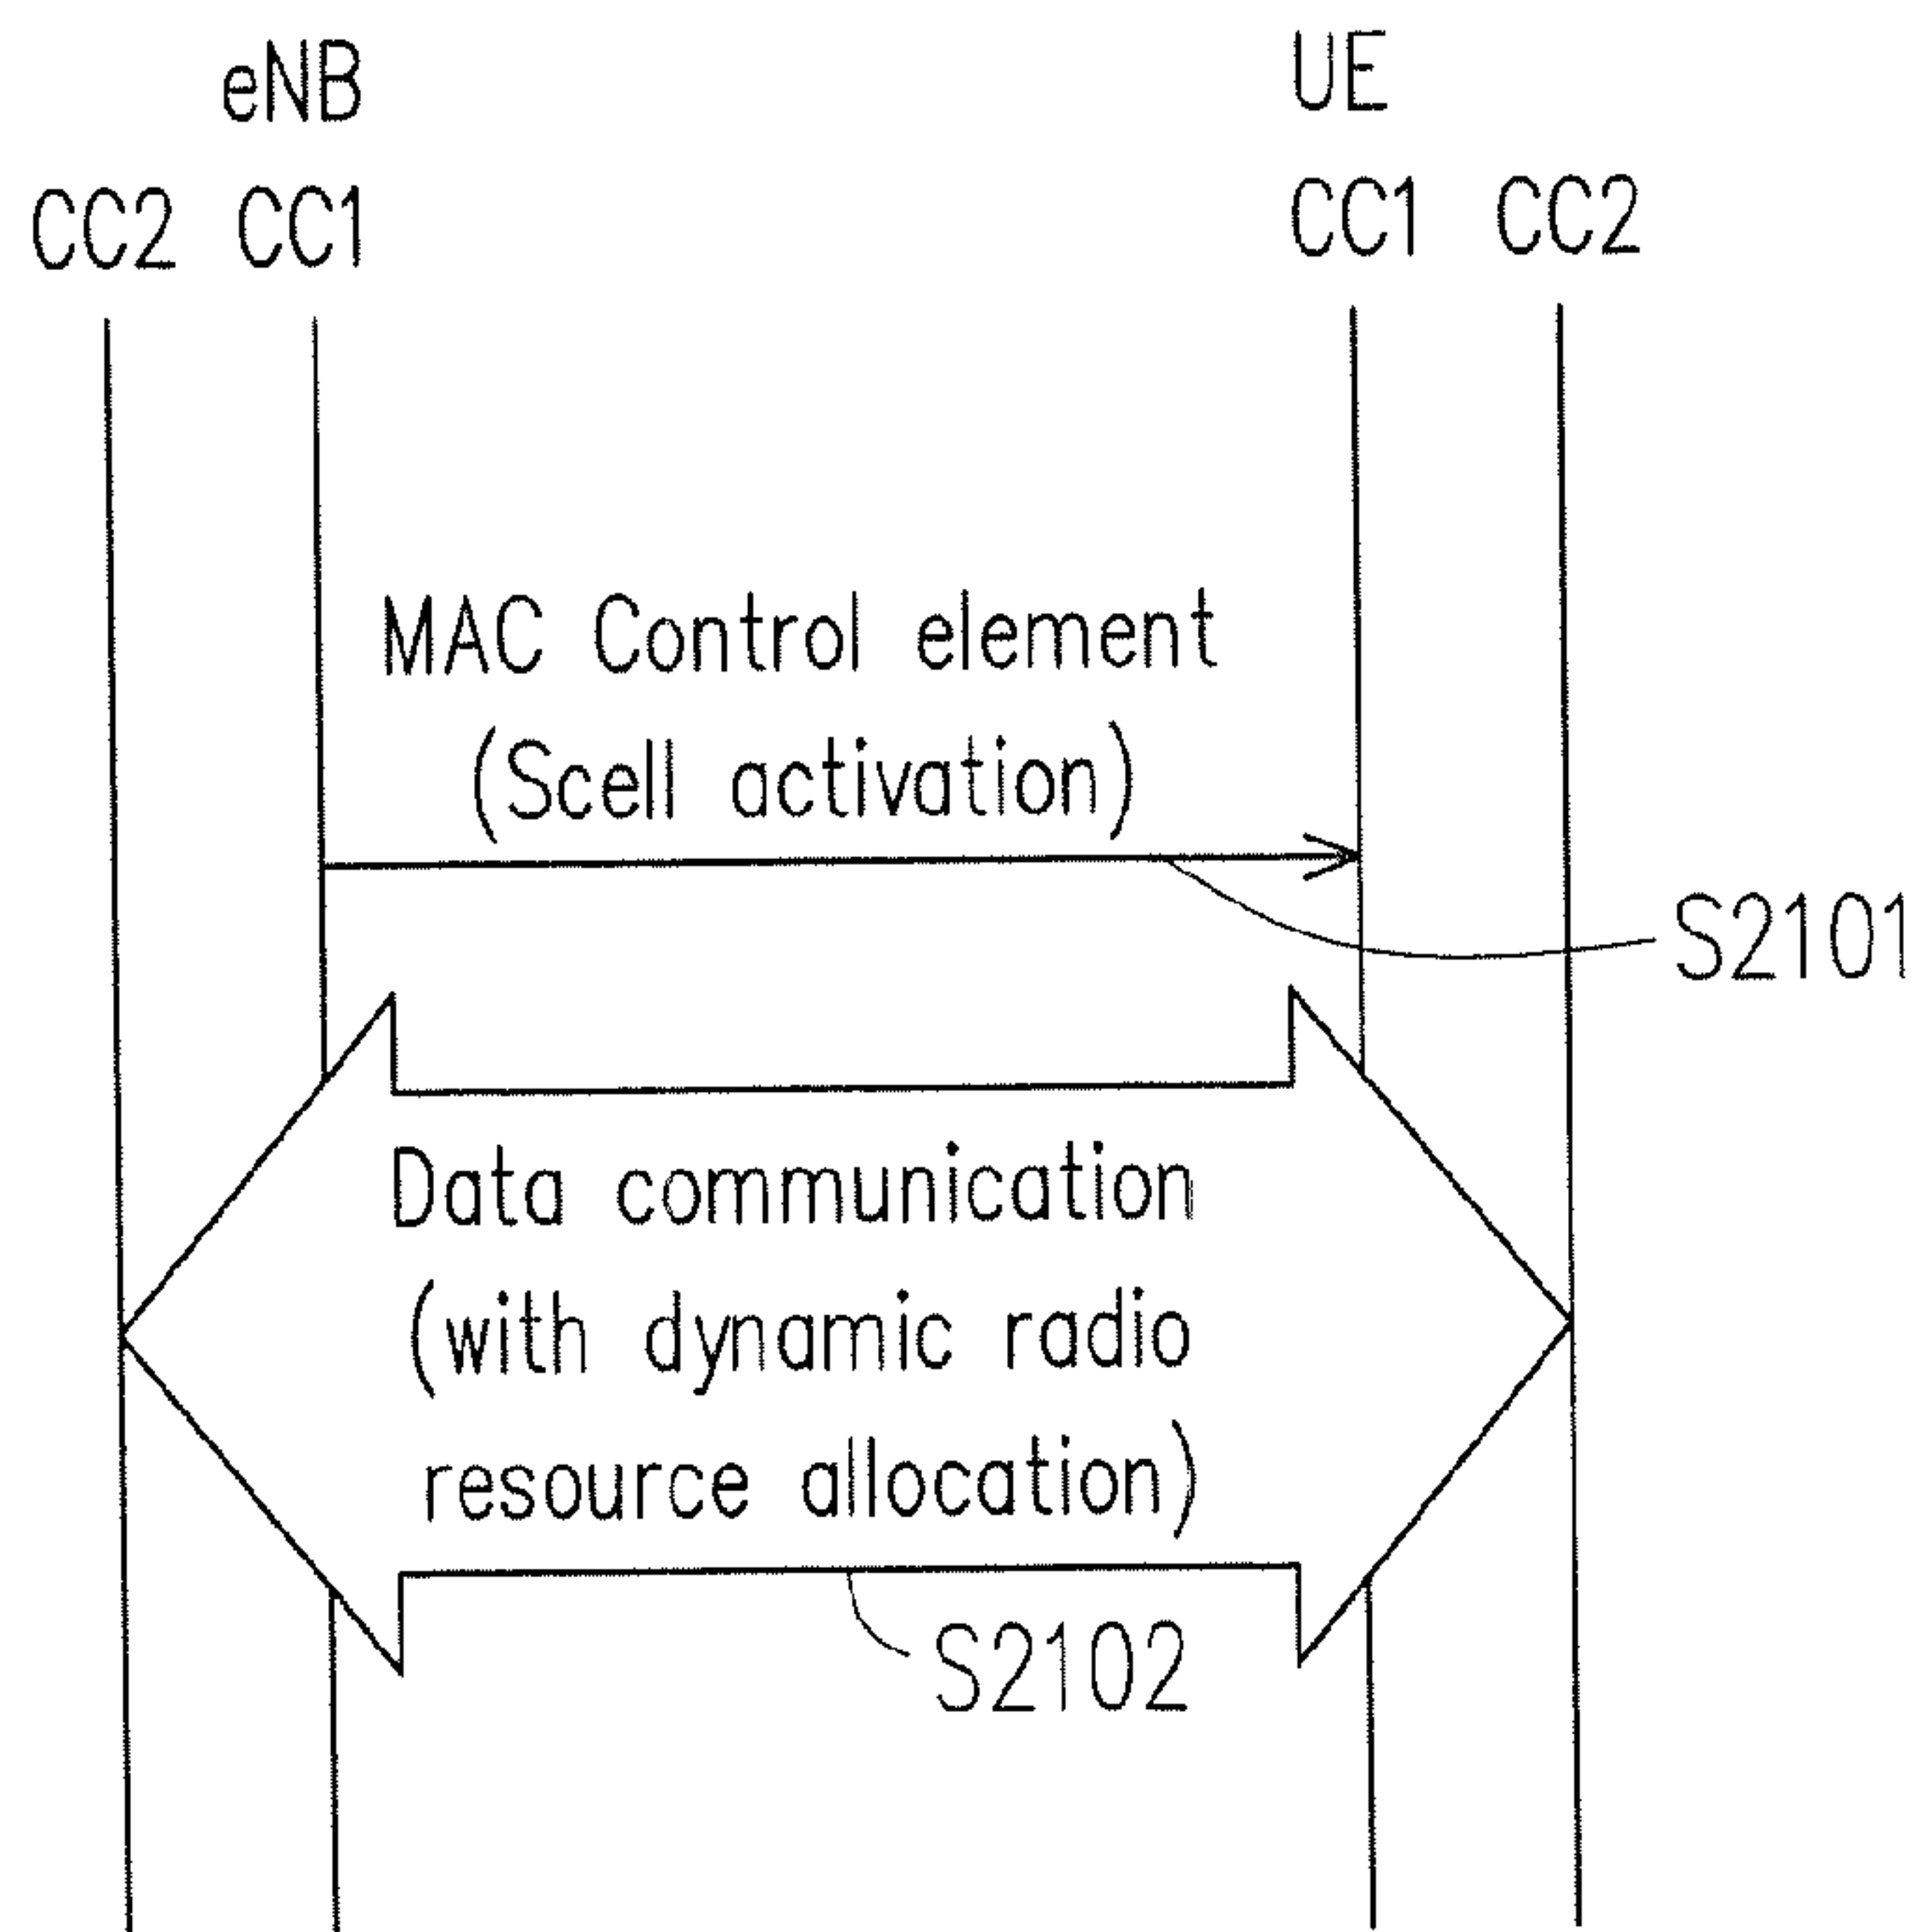 eNB UE
CC2 CC1 CC1 CC2
MAC Control element
(Scell activation)
S2101
Data communication
(with dynamic radio
resource allocation)
S2102